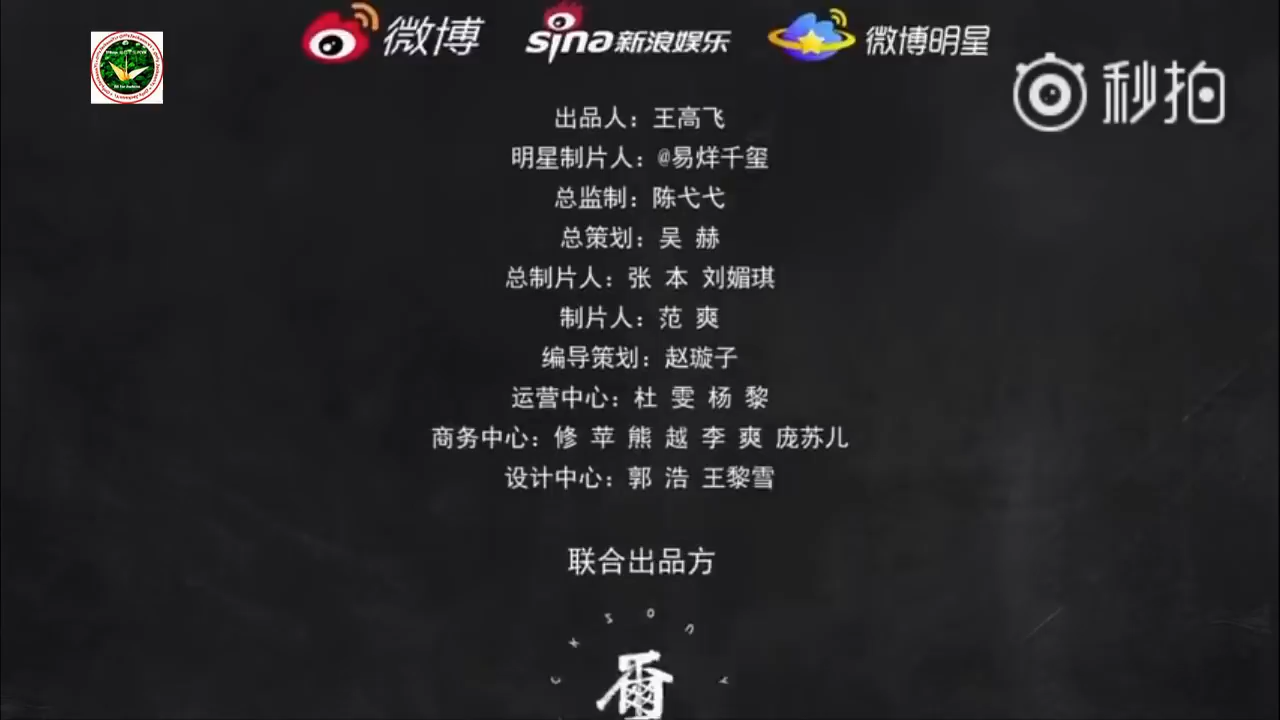 微博 sina新浪娱乐 微博明星
秒拍
出品人：王高飞
明星制片人：@易烊千玺
总监制：陈弋弋
总策划：吴 赫
总制片人：张 本 刘媚琪
制片人：范 爽
编导策划：赵璇子
运营中心：杜 雯 杨 黎
商务中心：修 苹 熊 越 李 爽 庞苏儿
设计中心：郭 浩 王黎雪
联合出品方